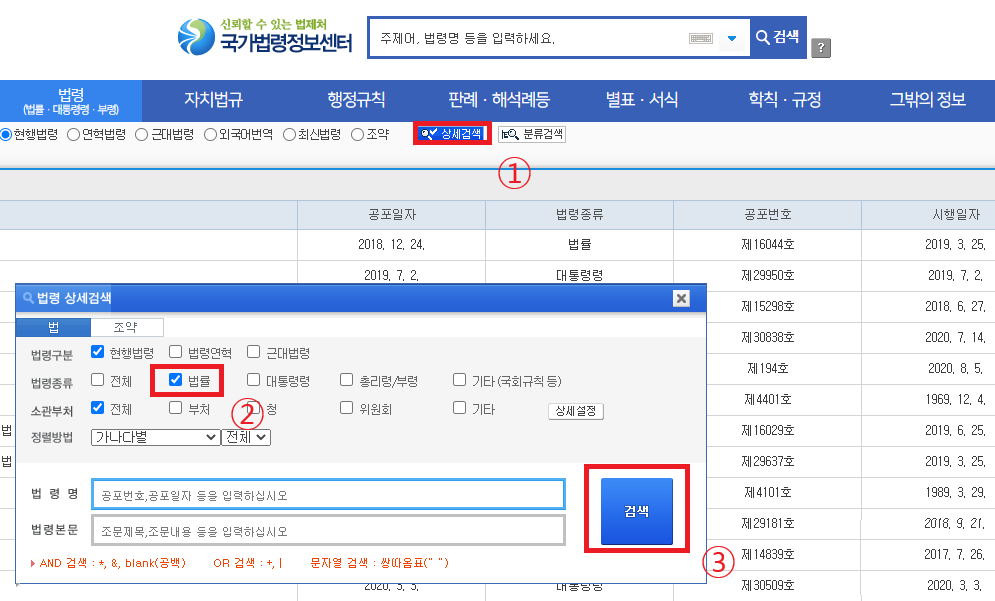 신뢰할 수 있는 법제처
국가법령정보센터
주제어, 법령명 등을 입력하세요.
검색
?
법령
(법률 · 대통령령 · 부령)
자치법규
행정규칙
판례 · 해석례등
별표 · 서식
학칙 · 규정
그밖의 정보
현행법령 연혁법령 근대법령 외국어번역 최신법령 조약 상세검색 분류검색
①
공포일자 법령종류 공포번호 시행일자
2018. 12. 24. 법률 제16044호 2019. 3. 25.
2019. 7. 2. 대통령령 제29950호 2019. 7. 2.
제15298호 2018. 6. 27.
제30838호 2020. 7. 14.
제194호 2020. 8. 5.
제4401호 1969. 12. 4.
법 제16029호 2019. 6. 25.
법 제29637호 2019. 3. 25.
제4101호 1989. 3. 29.
제29181호 2018. 9. 21.
제14839호 2017. 7. 26.
2020. 3. 3. 대통령령 제30509호 2020. 3. 3.
법령 상세검색
법 조약
법령구분 현행법령 법령연혁 근대법령
법령종류 전체 법률 대통령령 총리령/부령 기타(국회규칙 등)
소관부처 전체 부처 청 위원회 기타 상세설정
②
정렬방법 가나다별 전체
법 령 명 공포번호,공포일자 등을 입력하십시오
법령본문 조문제목,조문내용 등을 입력하십시오
검색
③
AND 검색 : *, &, blank(공백) OR 검색 : +, | 문자열 검색 : 쌍따옴표(" ")